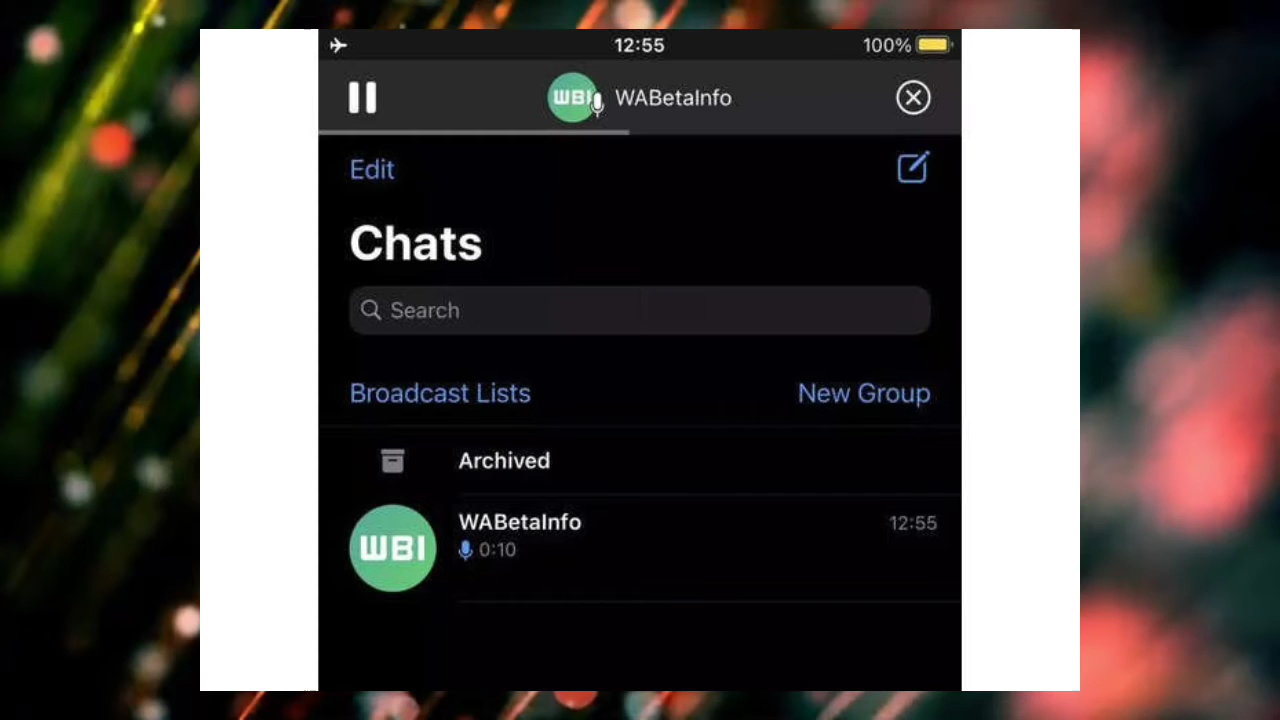 12:55
100%
WBI WABetaInfo
Edit
Chats
Search
Broadcast Lists New Group
Archived
WABetaInfo 12:55
WBI 0:10